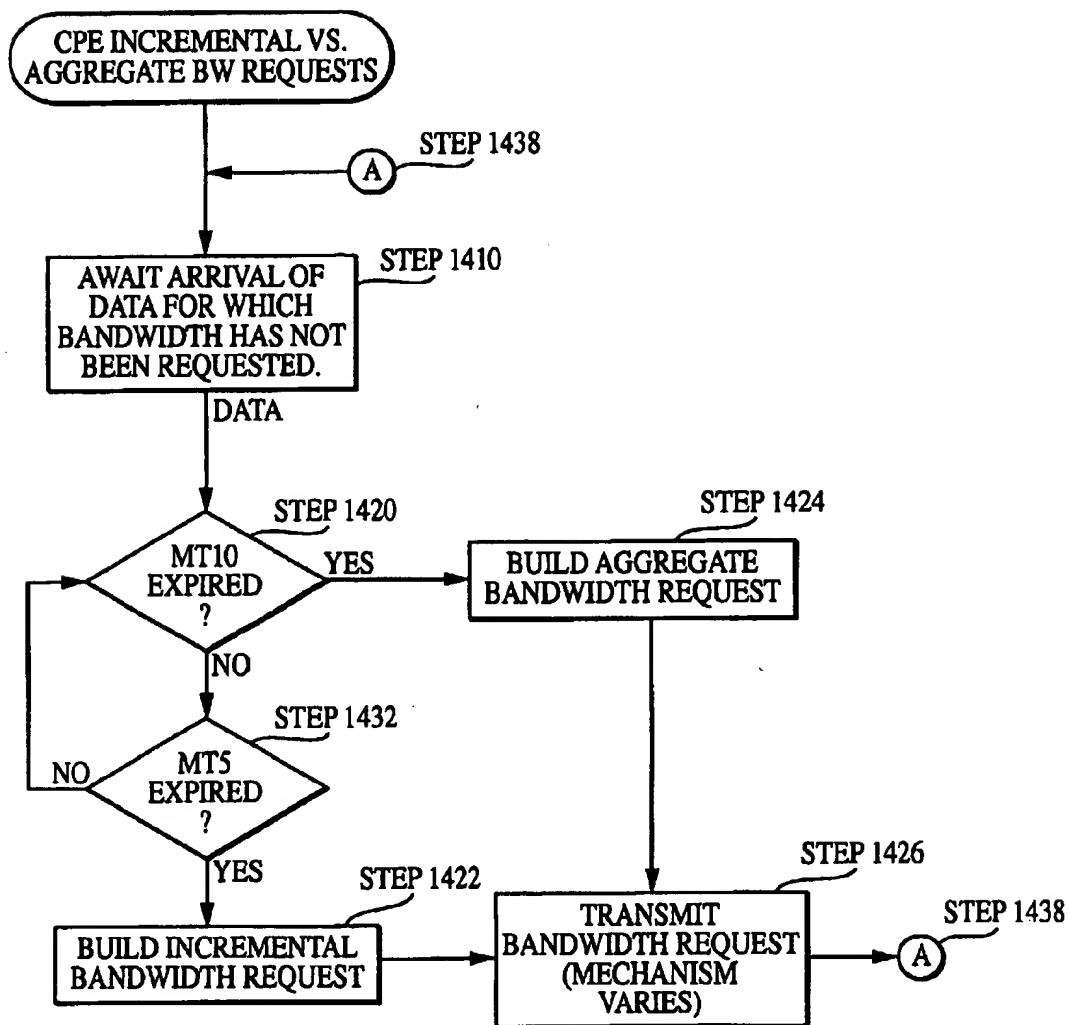 CPE INCREMENTAL VS.
AGGREGATE BW REQUESTS
STEP 1438
A
STEP 1410
AWAIT ARRIVAL OF
DATA FOR WHICH
BANDWIDTH HAS NOT
BEEN REQUESTED.
DATA
STEP 1420
MT10
EXPIRED
?
YES
NO
STEP 1424
BUILD AGGREGATE
BANDWIDTH REQUEST
STEP 1432
MT5
EXPIRED
?
NO
YES
STEP 1422
BUILD INCREMENTAL
BANDWIDTH REQUEST
STEP 1426
TRANSMIT
BANDWIDTH REQUEST
(MECHANISM
VARIES)
STEP 1438
A